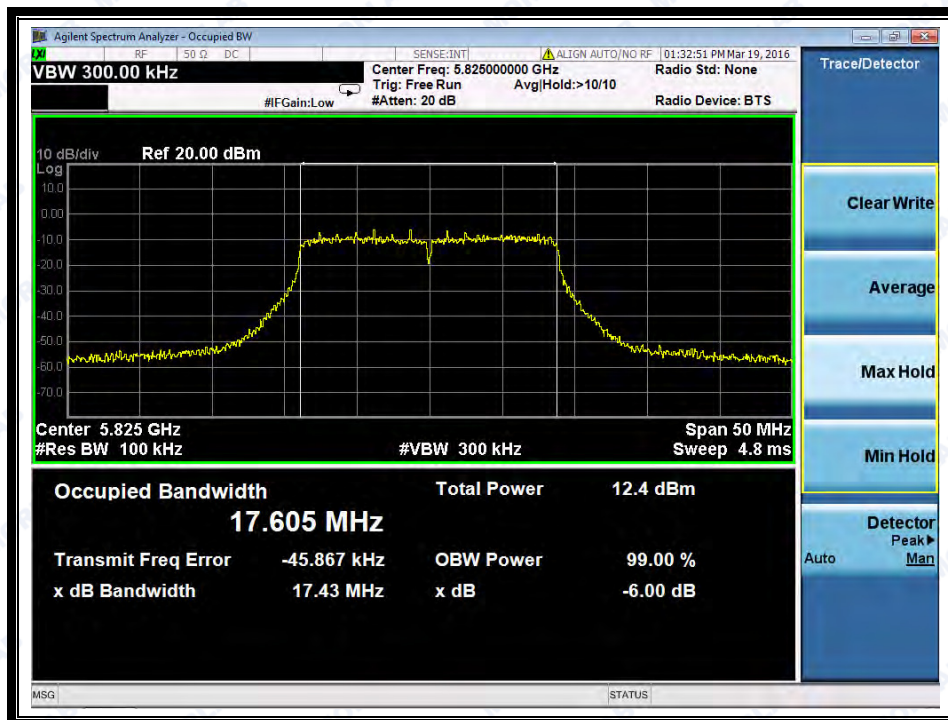 Agilent Spectrum Analyzer - Occupied BW
LXI RF 50 Ω DC SENSE:INT ALIGN AUTO/NO RF 01:32:51 PM Mar 19, 2016
VBW 300.00 kHz
Center Freq: 5.825000000 GHz Radio Std: None
Trig: Free Run Avg|Hold:>10/10
#IFGain:Low #Atten: 20 dB Radio Device: BTS
10 dB/div Ref 20.00 dBm
Log
10.0
0.00
-10.0
-20.0
-30.0
-40.0
-50.0
-60.0
-70.0
Center 5.825 GHz Span 50 MHz
#Res BW 100 kHz #VBW 300 kHz Sweep 4.8 ms
Occupied Bandwidth Total Power 12.4 dBm
17.605 MHz
Transmit Freq Error -45.867 kHz OBW Power 99.00 %
x dB Bandwidth 17.43 MHz x dB -6.00 dB
Trace/Detector
Clear Write
Average
Max Hold
Min Hold
Detector
Peak▶
Auto Man
MSG STATUS